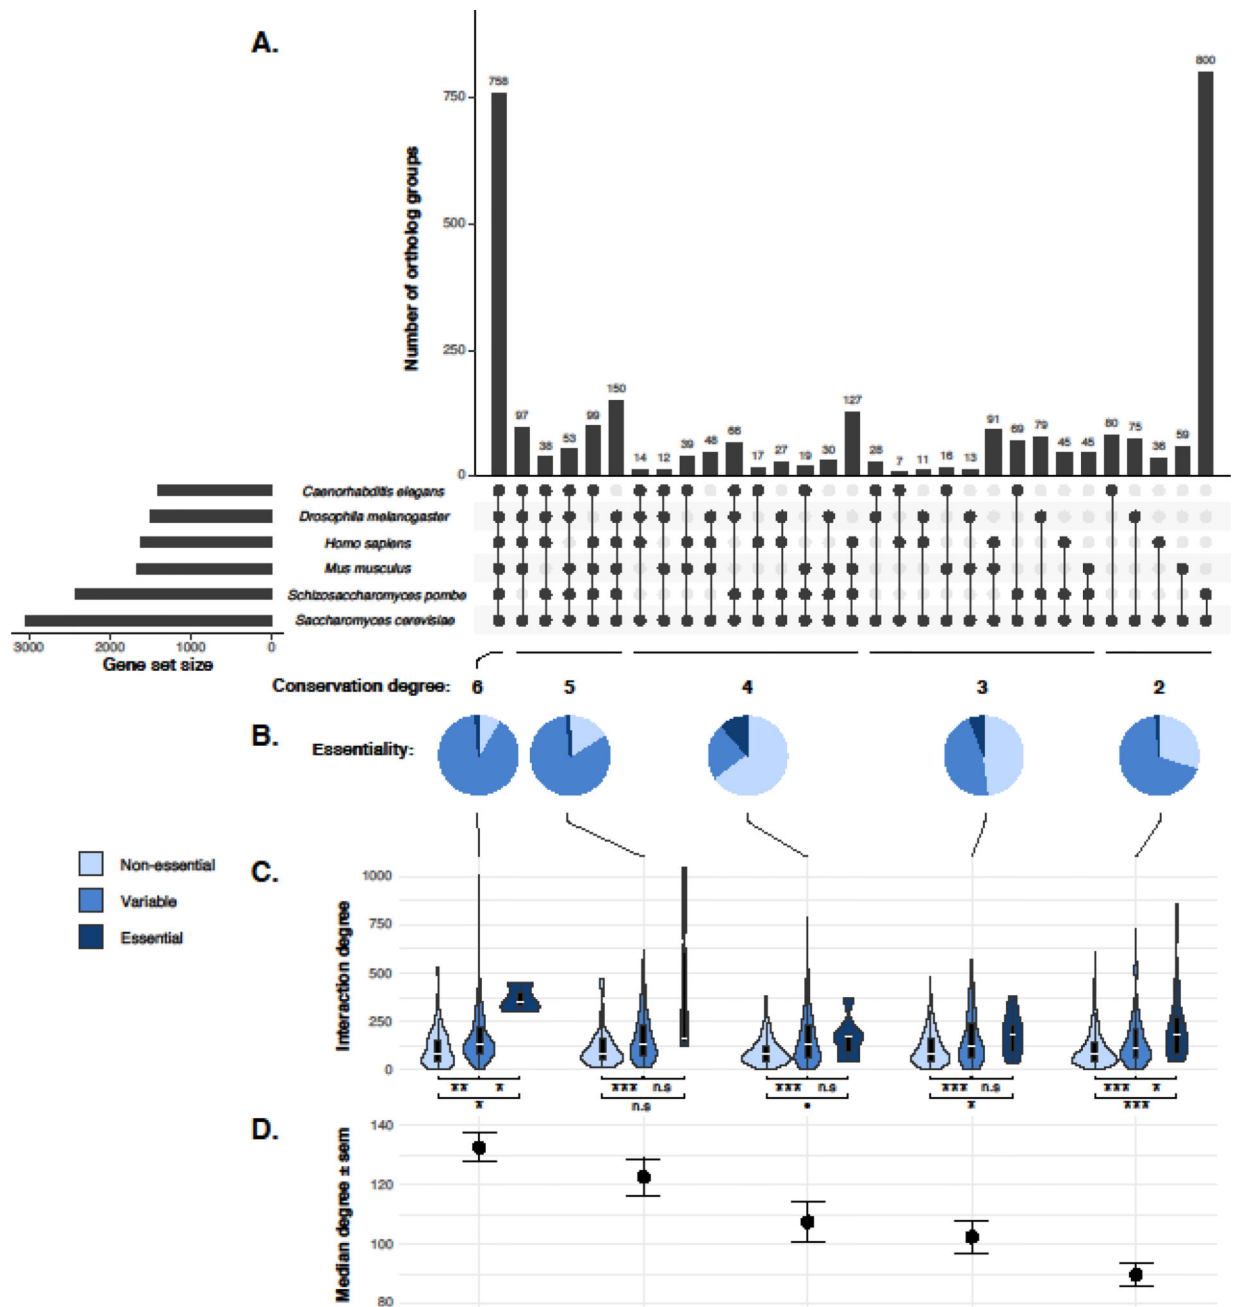 A.
Number of ortholog groups
750
500
250
0
758
97
38
53
99
150
14
12
39
48
66
17
27
19
30
127
28
7
11
16
13
91
69
79
45
45
80
75
36
59
800
Caenorhabditis elegans
Drosophila melanogaster
Homo sapiens
Mus musculus
Schizosaccharomyces pombe
Saccharomyces cerevisiae
3000 2000 1000 0
Gene set size
Conservation degree: 6 5 4 3 2
B.
Essentiality:
Non-essential
Variable
Essential
C.
Interaction degree
1000
750
500
250
0
** * *** n.s *** n.s *** n.s *** *
* n.s • * ***
D.
Median degree ± sem
140
120
100
80